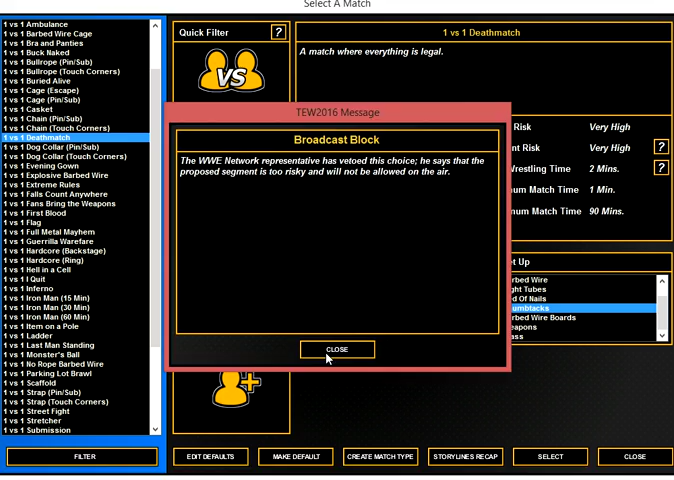 Select A Match
1 vs 1 Ambulance
1 vs 1 Barbed Wire Cage
1 vs 1 Bra and Panties
1 vs 1 Buck Naked
1 vs 1 Bullrope (Pin/Sub)
1 vs 1 Bullrope (Touch Corners)
1 vs 1 Buried Alive
1 vs 1 Cage (Escape)
1 vs 1 Cage (Pin/Sub)
1 vs 1 Casket
1 vs 1 Chain (Pin/Sub)
1 vs 1 Chain (Touch Corners)
1 vs 1 Deathmatch
1 vs 1 Dog Collar (Pin/Sub)
1 vs 1 Dog Collar (Touch Corners)
1 vs 1 Evening Gown
1 vs 1 Explosive Barbed Wire
1 vs 1 Extreme Rules
1 vs 1 Falls Count Anywhere
1 vs 1 Fans Bring the Weapons
1 vs 1 First Blood
1 vs 1 Flag
1 vs 1 Full Metal Mayhem
1 vs 1 Guerrilla Warefare
1 vs 1 Hardcore (Backstage)
1 vs 1 Hardcore (Ring)
1 vs 1 Hell in a Cell
1 vs 1 I Quit
1 vs 1 Inferno
1 vs 1 Iron Man (15 Min)
1 vs 1 Iron Man (30 Min)
1 vs 1 Iron Man (60 Min)
1 vs 1 Item on a Pole
1 vs 1 Ladder
1 vs 1 Last Man Standing
1 vs 1 Monster's Ball
1 vs 1 No Rope Barbed Wire
1 vs 1 Parking Lot Brawl
1 vs 1 Scaffold
1 vs 1 Strap (Pin/Sub)
1 vs 1 Strap (Touch Corners)
1 vs 1 Street Fight
1 vs 1 Stretcher
1 vs 1 Submission
FILTER
Quick Filter ?
VS
1 vs 1 Deathmatch
A match where everything is legal.
TEW2016 Message
Broadcast Block
The WWE Network representative has vetoed this choice; he says that the
proposed segment is too risky and will not be allowed on the air.
CLOSE
Risk Very High
nt Risk Very High ?
Wrestling Time 2 Mins. ?
num Match Time 1 Min.
num Match Time 90 Mins.
et Up
arbed Wire
ght Tubes
ed Of Nails
umbtacks
arbed Wire Boards
eapons
ass
EDIT DEFAULTS
MAKE DEFAULT
CREATE MATCH TYPE
STORYLINES RECAP
SELECT
CLOSE